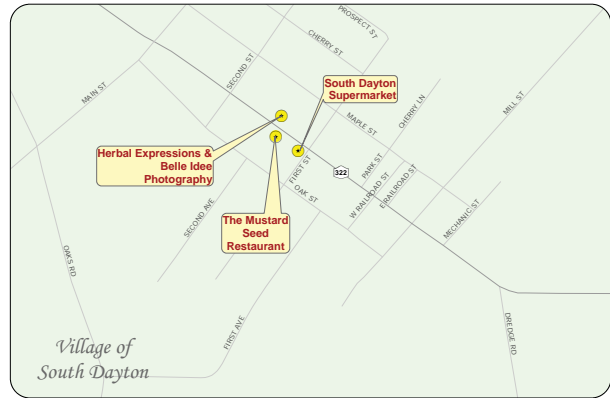 PROSPECT ST
CHERRY ST
SECOND ST
MAIN ST
South Dayton
Supermarket
MILL ST
CHERRY LN
MAPLE ST
Herbal Expressions &
Belle Idee
Photography
FIRST ST
322
PARK ST
W RAILROAD ST
E RAILROAD ST
OAK ST
SECOND AVE
The Mustard
Seed
Restaurant
MECHANIC ST
OAKS RD
FIRST AVE
DREDGE RD
Village of
South Dayton